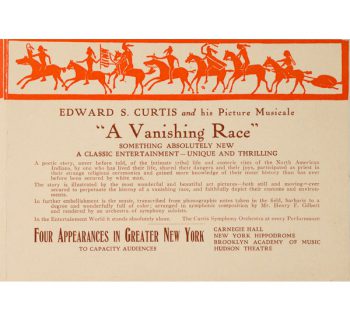 EDWARD S. CURTIS and his Picture Musicale
"A Vanishing Race"
SOMETHING ABSOLUTELY NEW
A CLASSIC ENTERTAINMENT—UNIQUE AND THRILLING
A poetic story, never before told, of the intimate tribal life and esoteric rites of the North American
Indians, by one who has lived their life, shared their dangers and their joys, participated as priest in
their strange religious ceremonies and gained more knowledge of their inner history than has ever
before been secured by white man.
The story is illustrated by the most wonderful and beautiful art pictures—both still and moving—ever
secured to perpetuate the history of a vanishing race, and faithfully depict their customs and environ-
ments.
In further embellishment is the music, transcribed from phonographic notes taken in the field, barbaric to a
degree and wonderfully full of color; arranged in symphonic composition by Mr. Henry F. Gilbert
and rendered by an orchestra of symphony soloists.
In the Entertainment World it stands absolutely alone. The Curtis Symphony Orchestra at every Performance
FOUR APPEARANCES IN GREATER NEW YORK
TO CAPACITY AUDIENCES
CARNEGIE HALL
NEW YORK HIPPODROME
BROOKLYN ACADEMY OF MUSIC
HUDSON THEATRE